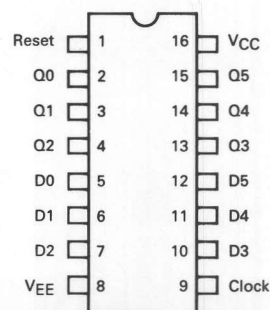 Reset 1 16 VCC
Q0 2 15 Q5
Q1 3 14 Q4
Q2 4 13 Q3
D0 5 12 D5
D1 6 11 D4
D2 7 10 D3
VEE 8 9 Clock